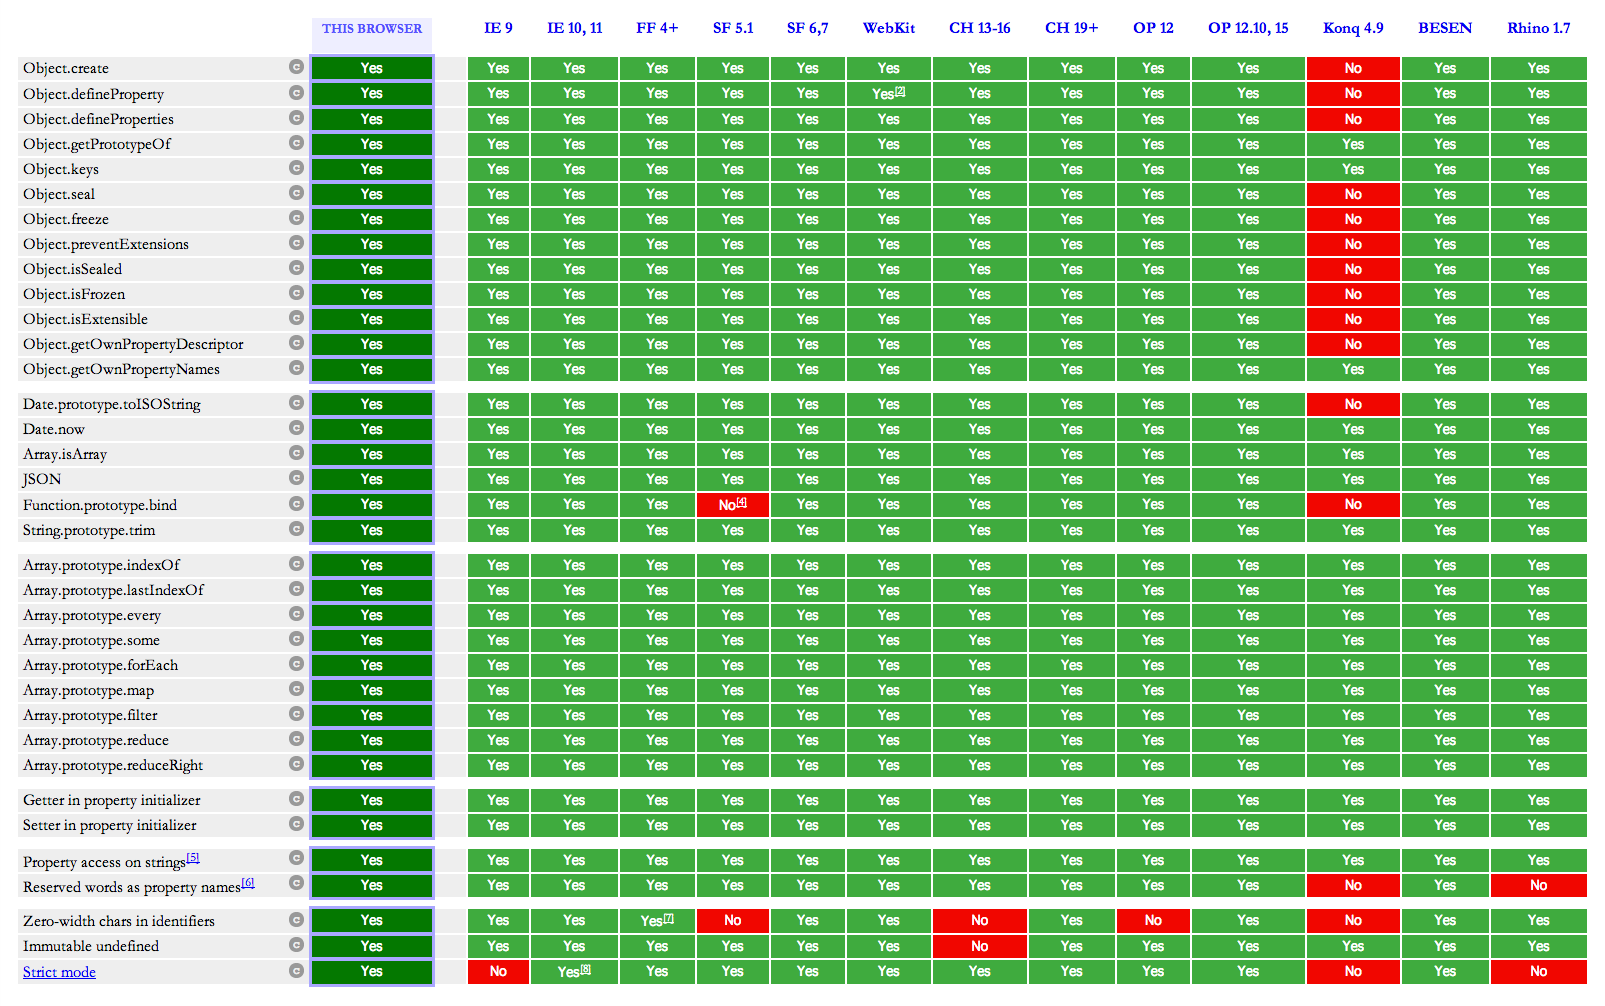 THIS BROWSER IE 9 IE 10, 11 FF 4+ SF 5.1 SF 6,7 WebKit CH 13-16 CH 19+ OP 12 OP 12.10, 15 Konq 4.9 BESEN Rhino 1.7
Object.create C Yes Yes Yes Yes Yes Yes Yes Yes Yes Yes Yes No Yes Yes
Object.defineProperty C Yes Yes Yes Yes Yes Yes Yes[2] Yes Yes Yes Yes No Yes Yes
Object.defineProperties C Yes Yes Yes Yes Yes Yes Yes Yes Yes Yes Yes No Yes Yes
Object.getPrototypeOf C Yes Yes Yes Yes Yes Yes Yes Yes Yes Yes Yes Yes Yes Yes
Object.keys C Yes Yes Yes Yes Yes Yes Yes Yes Yes Yes Yes Yes Yes Yes
Object.seal C Yes Yes Yes Yes Yes Yes Yes Yes Yes Yes Yes No Yes Yes
Object.freeze C Yes Yes Yes Yes Yes Yes Yes Yes Yes Yes Yes No Yes Yes
Object.preventExtensions C Yes Yes Yes Yes Yes Yes Yes Yes Yes Yes Yes No Yes Yes
Object.isSealed C Yes Yes Yes Yes Yes Yes Yes Yes Yes Yes Yes No Yes Yes
Object.isFrozen C Yes Yes Yes Yes Yes Yes Yes Yes Yes Yes Yes No Yes Yes
Object.isExtensible C Yes Yes Yes Yes Yes Yes Yes Yes Yes Yes Yes No Yes Yes
Object.getOwnPropertyDescriptor C Yes Yes Yes Yes Yes Yes Yes Yes Yes Yes Yes No Yes Yes
Object.getOwnPropertyNames C Yes Yes Yes Yes Yes Yes Yes Yes Yes Yes Yes Yes Yes Yes
Date.prototype.toISOString C Yes Yes Yes Yes Yes Yes Yes Yes Yes Yes Yes No Yes Yes
Date.now C Yes Yes Yes Yes Yes Yes Yes Yes Yes Yes Yes Yes Yes Yes
Array.isArray C Yes Yes Yes Yes Yes Yes Yes Yes Yes Yes Yes Yes Yes Yes
JSON C Yes Yes Yes Yes Yes Yes Yes Yes Yes Yes Yes Yes Yes Yes
Function.prototype.bind C Yes Yes Yes Yes No[4] Yes Yes Yes Yes Yes Yes No Yes Yes
String.prototype.trim C Yes Yes Yes Yes Yes Yes Yes Yes Yes Yes Yes Yes Yes Yes
Array.prototype.indexOf C Yes Yes Yes Yes Yes Yes Yes Yes Yes Yes Yes Yes Yes Yes
Array.prototype.lastIndexOf C Yes Yes Yes Yes Yes Yes Yes Yes Yes Yes Yes Yes Yes Yes
Array.prototype.every C Yes Yes Yes Yes Yes Yes Yes Yes Yes Yes Yes Yes Yes Yes
Array.prototype.some C Yes Yes Yes Yes Yes Yes Yes Yes Yes Yes Yes Yes Yes Yes
Array.prototype.forEach C Yes Yes Yes Yes Yes Yes Yes Yes Yes Yes Yes Yes Yes Yes
Array.prototype.map C Yes Yes Yes Yes Yes Yes Yes Yes Yes Yes Yes Yes Yes Yes
Array.prototype.filter C Yes Yes Yes Yes Yes Yes Yes Yes Yes Yes Yes Yes Yes Yes
Array.prototype.reduce C Yes Yes Yes Yes Yes Yes Yes Yes Yes Yes Yes Yes Yes Yes
Array.prototype.reduceRight C Yes Yes Yes Yes Yes Yes Yes Yes Yes Yes Yes Yes Yes Yes
Getter in property initializer C Yes Yes Yes Yes Yes Yes Yes Yes Yes Yes Yes Yes Yes Yes
Setter in property initializer C Yes Yes Yes Yes Yes Yes Yes Yes Yes Yes Yes Yes Yes Yes
Property access on strings[5] C Yes Yes Yes Yes Yes Yes Yes Yes Yes Yes Yes Yes Yes Yes
Reserved words as property names[6] C Yes Yes Yes Yes Yes Yes Yes Yes Yes Yes Yes No Yes No
Zero-width chars in identifiers C Yes Yes Yes Yes[7] No Yes Yes No Yes No Yes No Yes Yes
Immutable undefined C Yes Yes Yes Yes Yes Yes Yes No Yes Yes Yes Yes Yes Yes
Strict mode C Yes No Yes[8] Yes Yes Yes Yes Yes Yes Yes Yes No Yes No